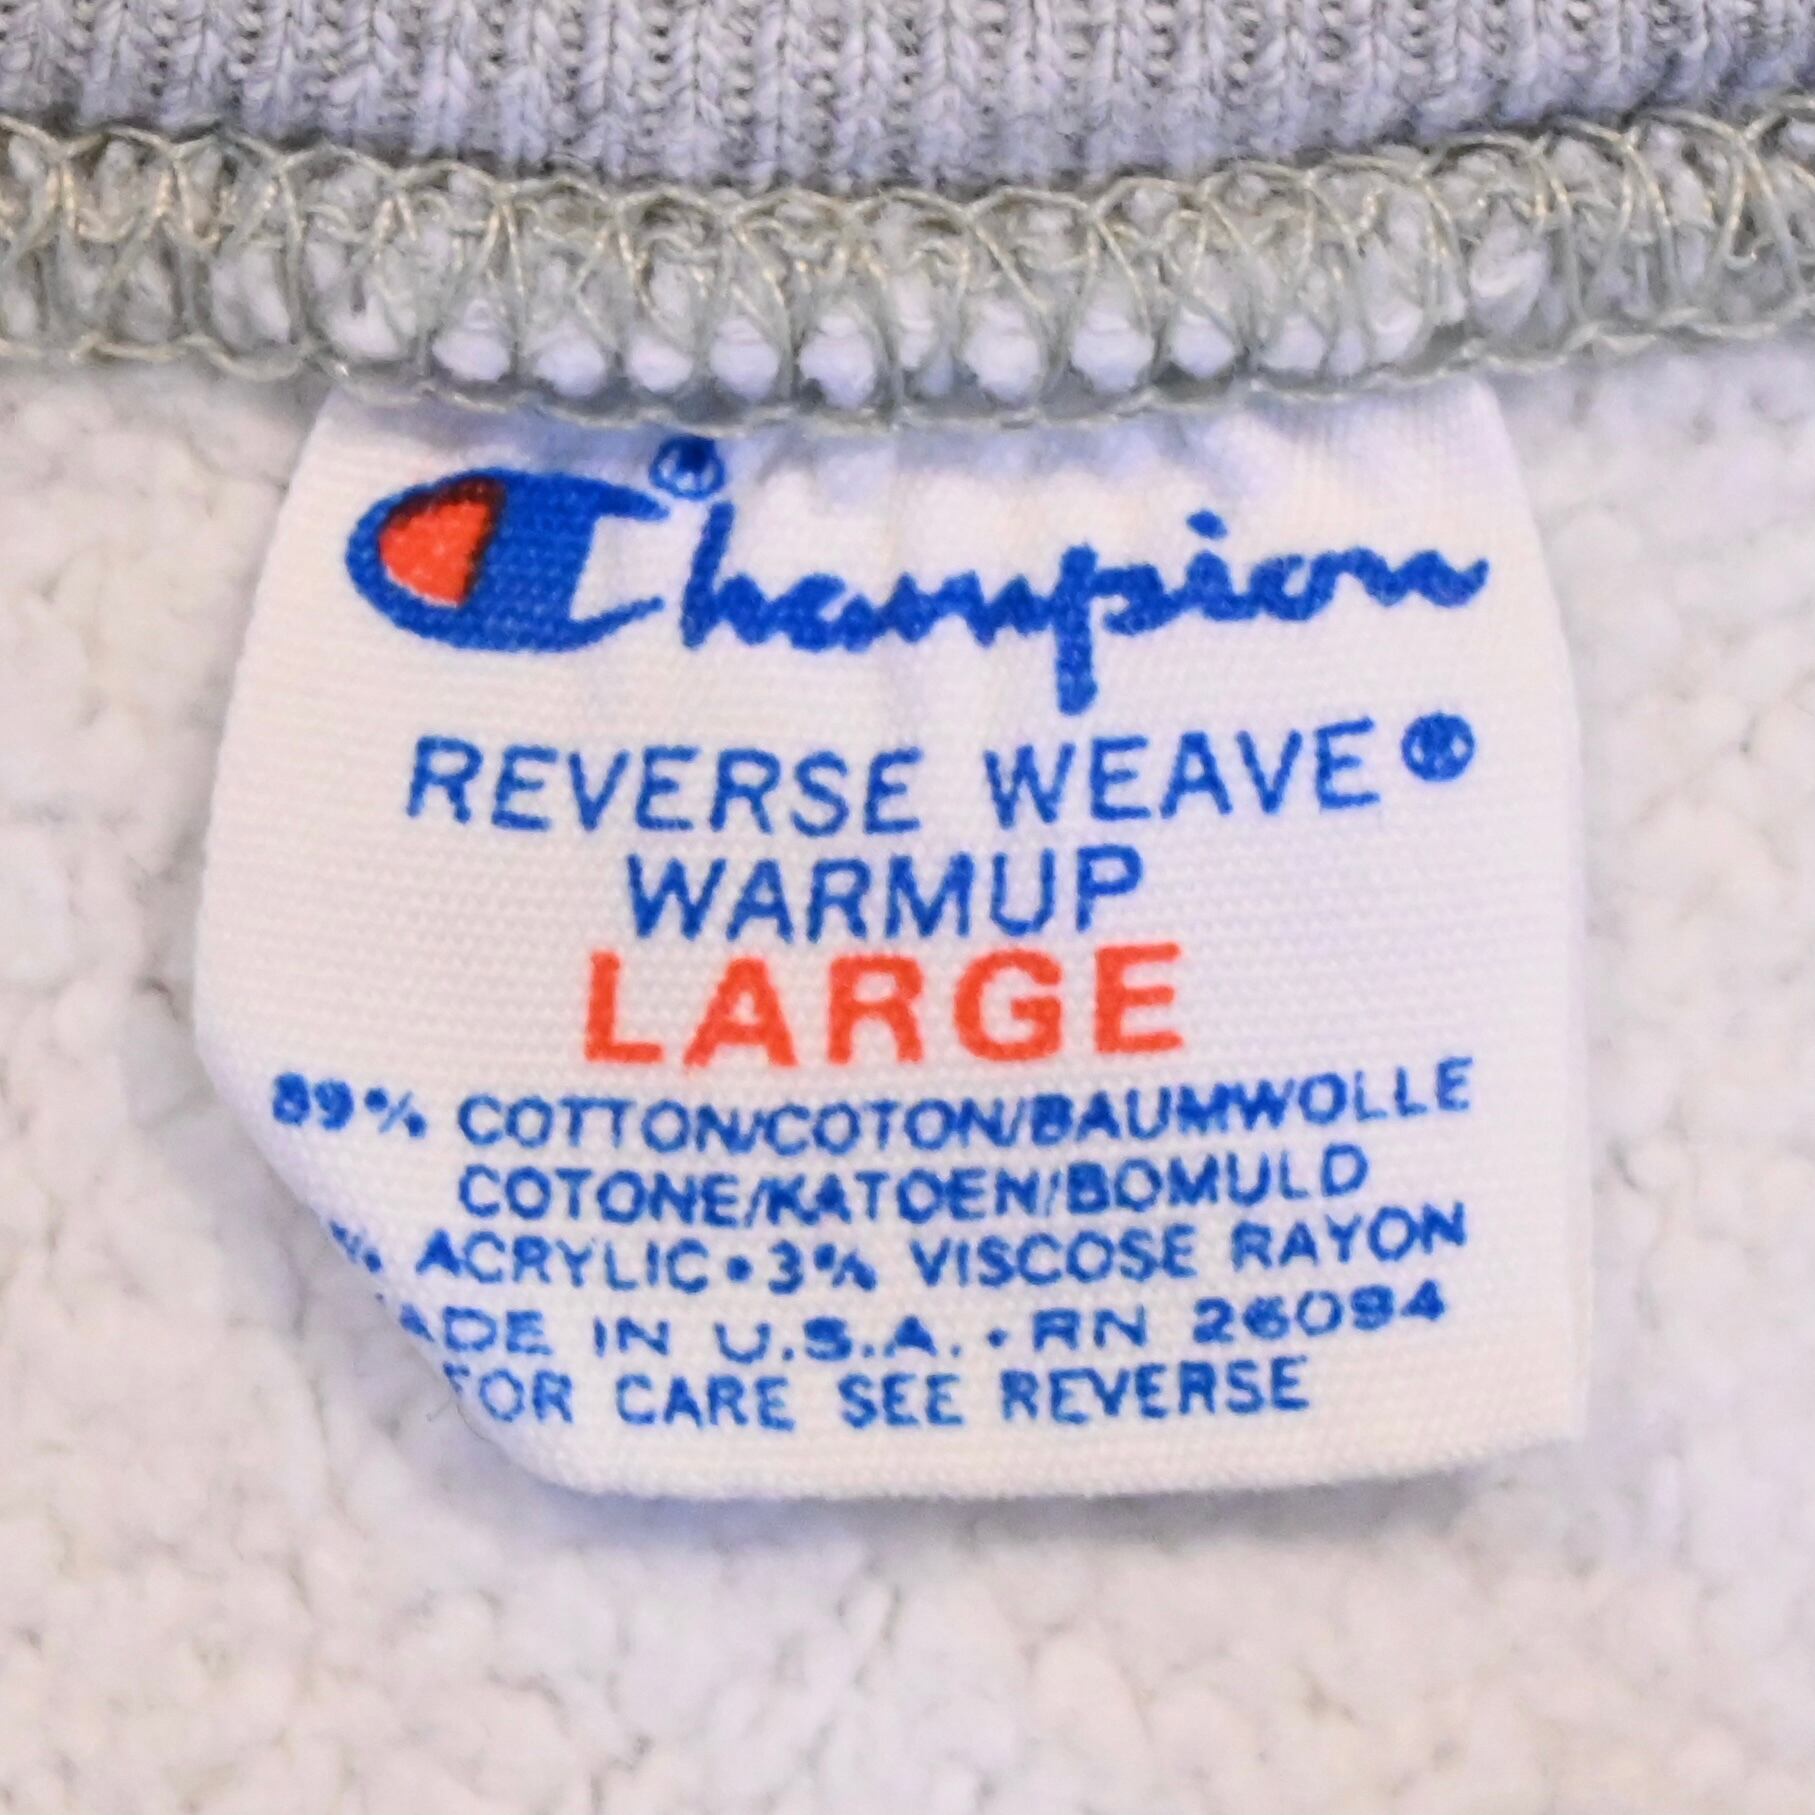 Champion®
REVERSE WEAVE®
WARMUP
LARGE
89% COTTON/COTON/BAUMWOLLE
COTONE/KATOEN/BOMULD
% ACRYLIC•3% VISCOSE RAYON
ADE IN U.S.A. • RN 26094
FOR CARE SEE REVERSE